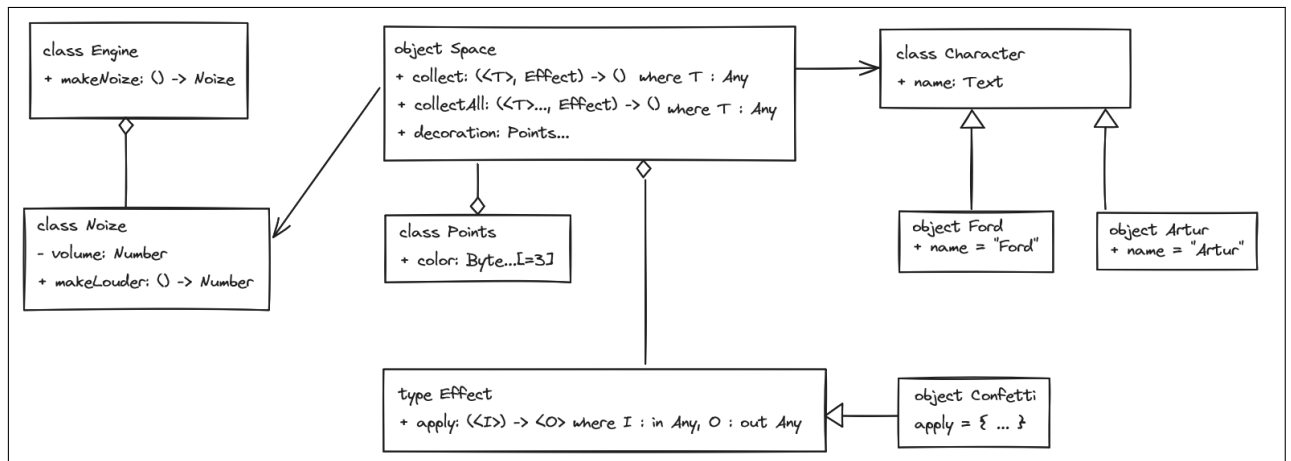 class Engine
+ makeNoize: () -> Noize
object Space
+ collect: (<T>, Effect) -> () where T : Any
+ collectAll: (<T>..., Effect) -> () where T : Any
+ decoration: Points...
class Character
+ name: Text
class Noize
- volume: Number
+ makeLouder: () -> Number
class Points
+ color: Byte...[=3]
object Ford
+ name = "Ford"
object Artur
+ name = "Artur"
type Effect
+ apply: (<I>) -> <O> where I : in Any, O : out Any
object Confetti
apply = { ... }